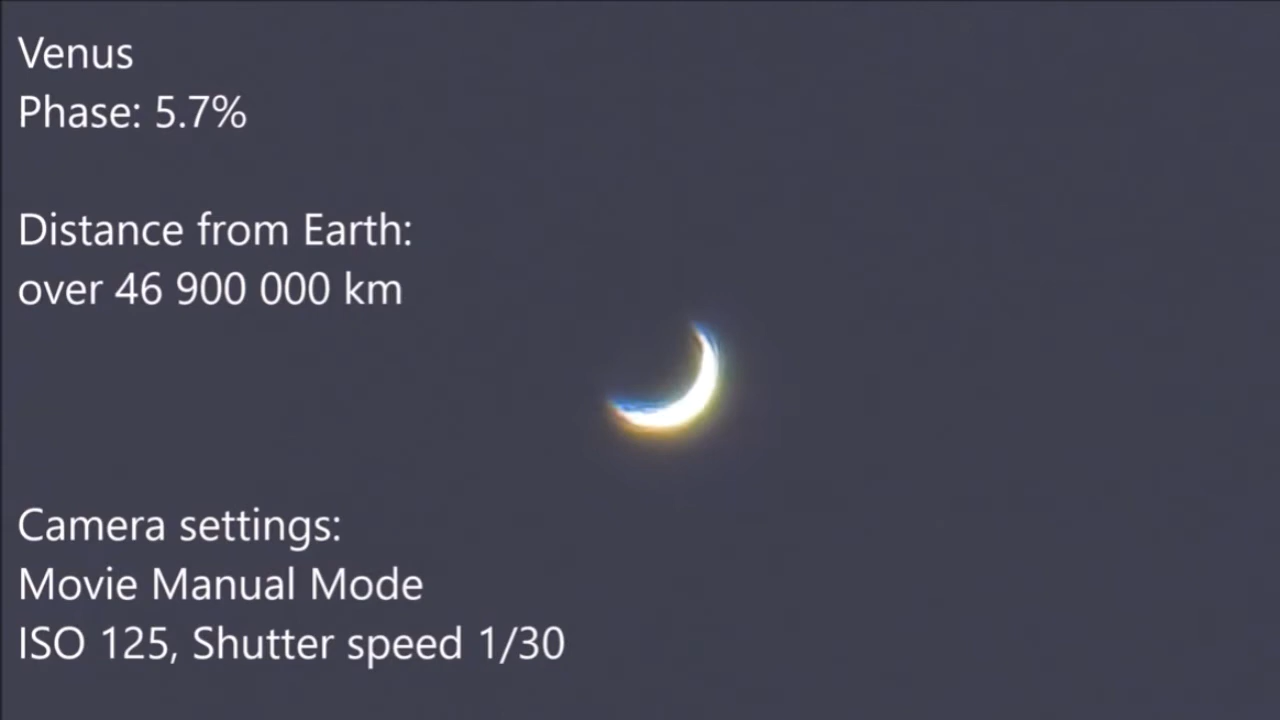 Venus
Phase: 5.7%
Distance from Earth:
over 46 900 000 km
Camera settings:
Movie Manual Mode
ISO 125, Shutter speed 1/30